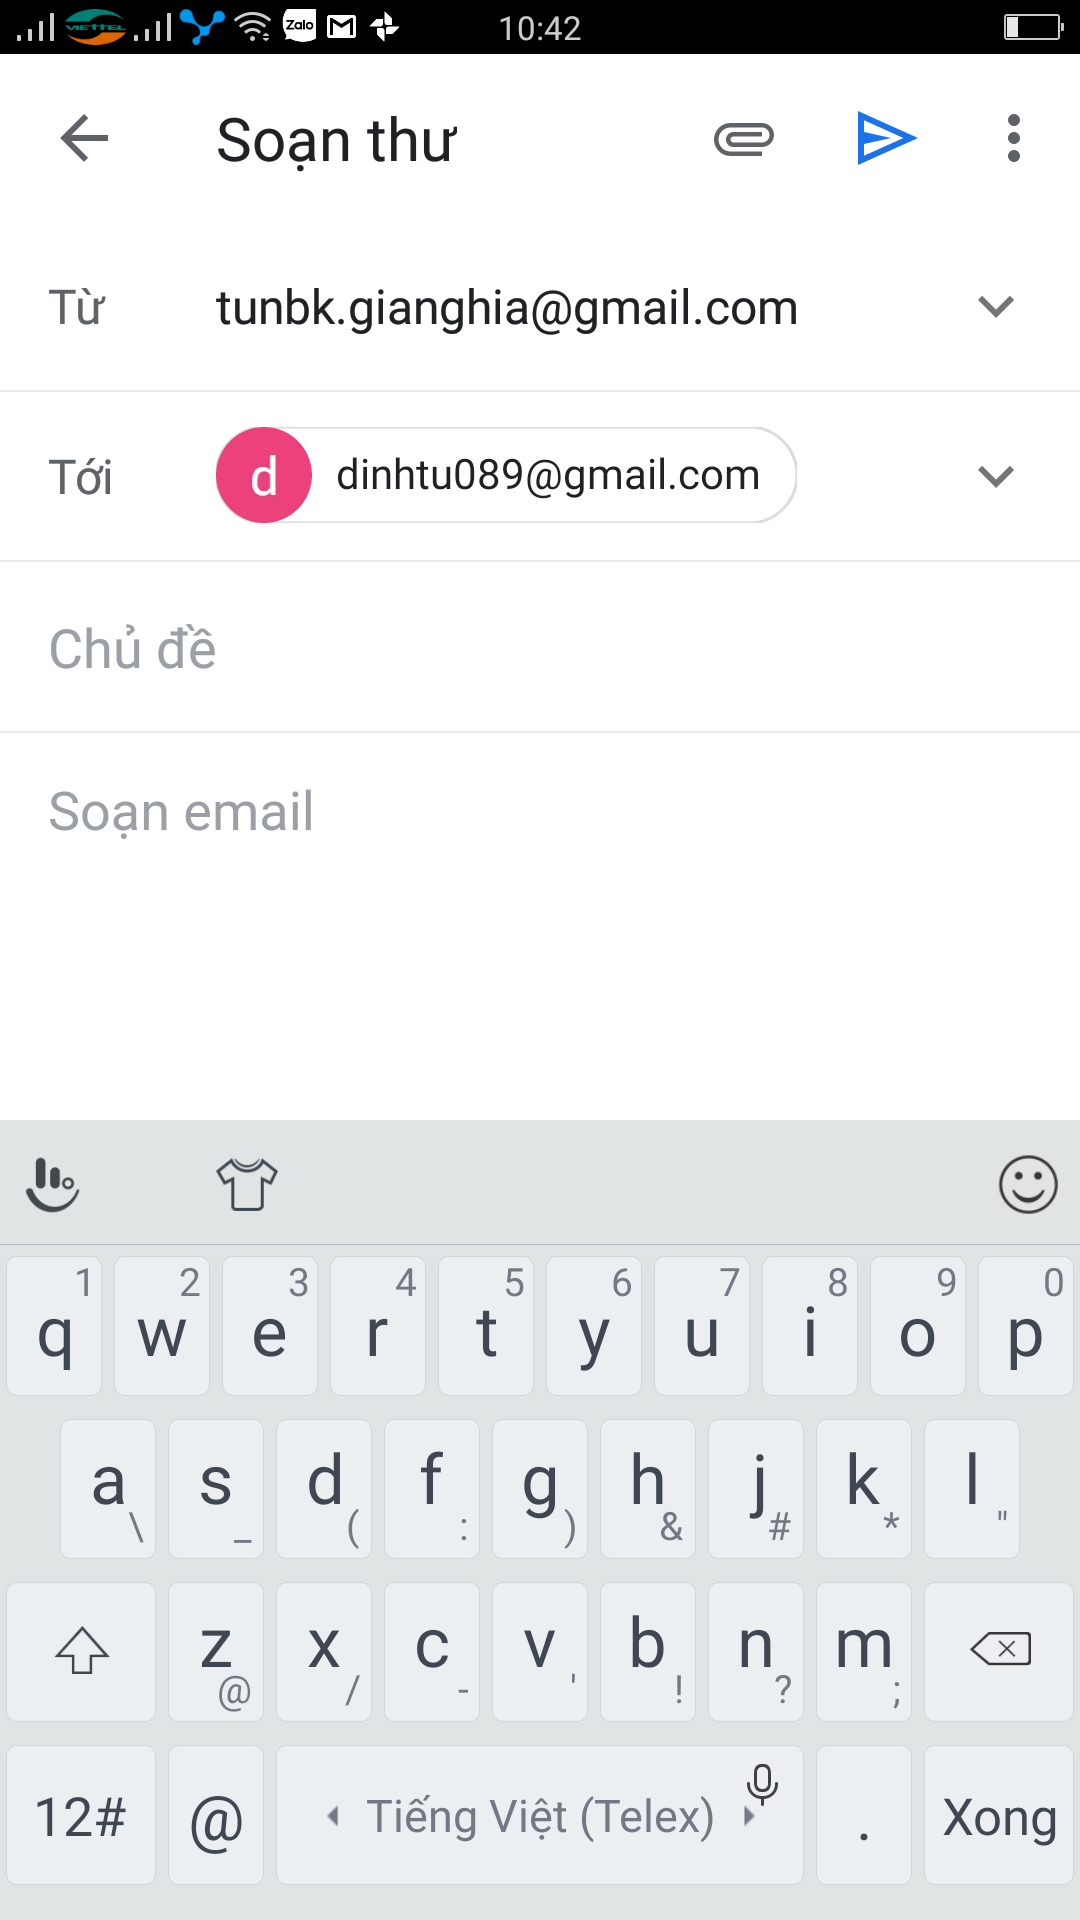 VIETTEL Zalo 10:42
Soạn thư
Từ tunbk.gianghia@gmail.com
Tới d dinhtu089@gmail.com
Chủ đề
Soạn email
1 2 3 4 5 6 7 8 9 0
q w e r t y u i o p
a s d f g h j k l
\ _ ( : ) & # * "
z x c v b n m
@ / - ' ! ? ;
12# @ Tiếng Việt (Telex) . Xong